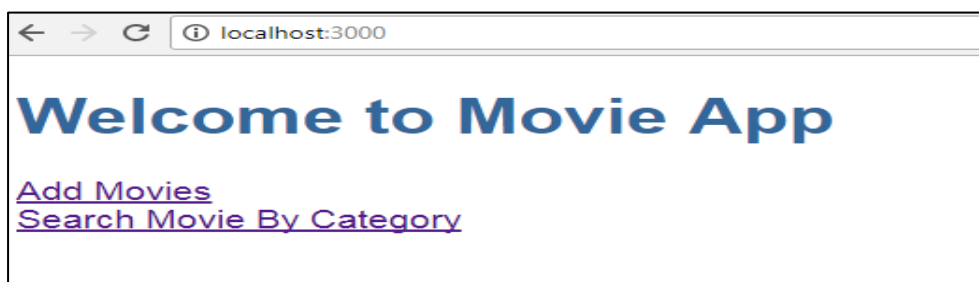 localhost:3000
Welcome to Movie App
Add Movies
Search Movie By Category